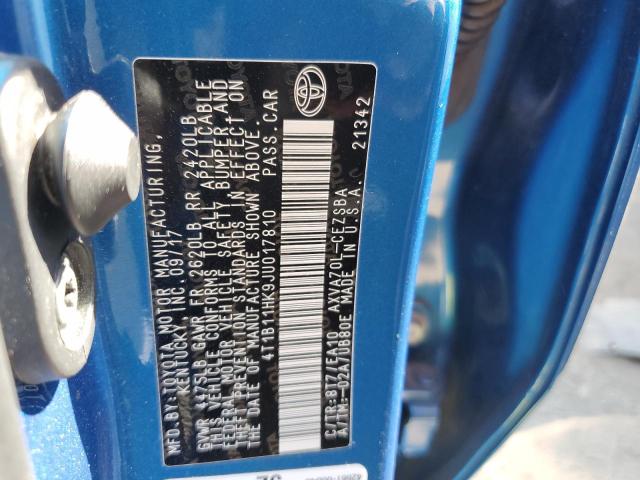 MFD.BY:TOYOTA MOTOR MANUFACTURING,
KENTUCKY, INC. 09/17
GVWR 4475LB GAWR FR 2620LB RR 2420LB
THIS VEHICLE CONFORMS TO ALL APPLICABLE
FEDERAL MOTOR VEHICLE SAFETY, BUMPER, AND
THEFT PREVENTION STANDARDS IN EFFECT ON
THE DATE OF MANUFACTURE SHOWN ABOVE.
4T1B11HK9JU017810 PASS.CAR
C/TR:8T7/EA10 AXVA70L-CEZSBA
A/TM:-02A/UB80E MADE IN U.S.A. 21342